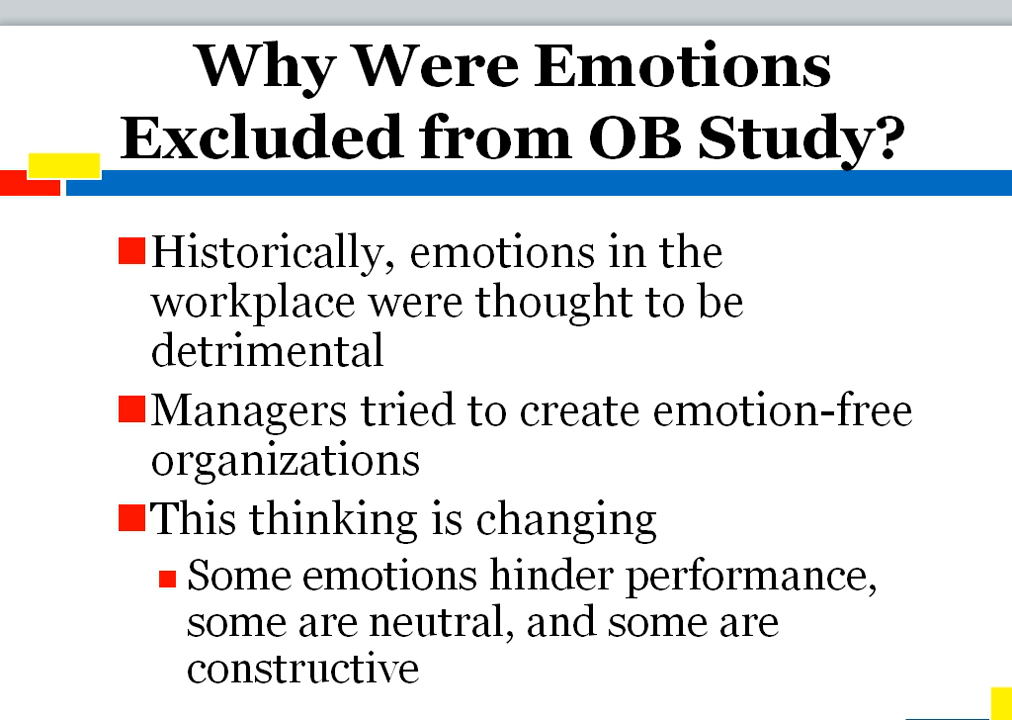 Why Were Emotions
Excluded from OB Study?
Historically, emotions in the
workplace were thought to be
detrimental
Managers tried to create emotion-free
organizations
This thinking is changing
Some emotions hinder performance,
some are neutral, and some are
constructive